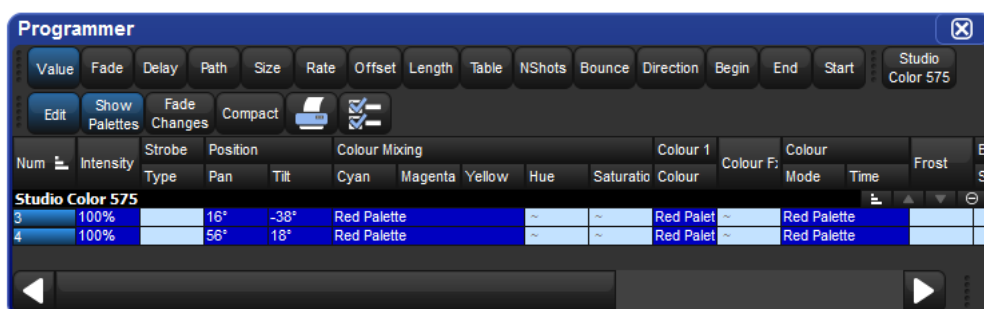 Programmer
Value Fade Delay Path Size Rate Offset Length Table NShots Bounce Direction Begin End Start Studio Color 575
Edit Show Palettes Fade Changes Compact
Num Intensity Strobe Position Colour Mixing Colour 1 Colour F: Colour Frost
Type Pan Tilt Cyan Magenta Yellow Hue Saturatio Colour Mode Time
Studio Color 575
3 100% 16° -38° Red Palette ~ ~ Red Palet ~ Red Palette
4 100% 56° 18° Red Palette ~ ~ Red Palet ~ Red Palette